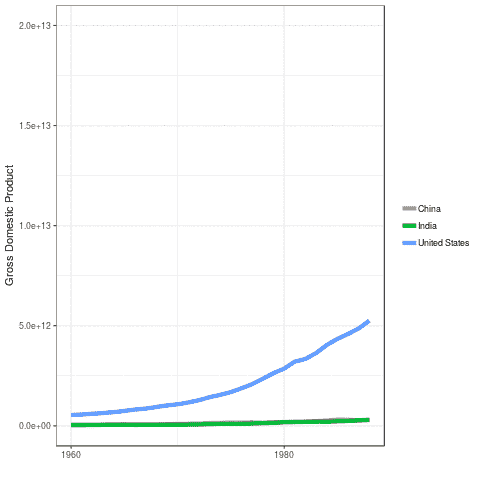 Gross Domestic Product
2.0e+13
1.5e+13
1.0e+13
5.0e+12
0.0e+00
1960
1980
China
India
United States